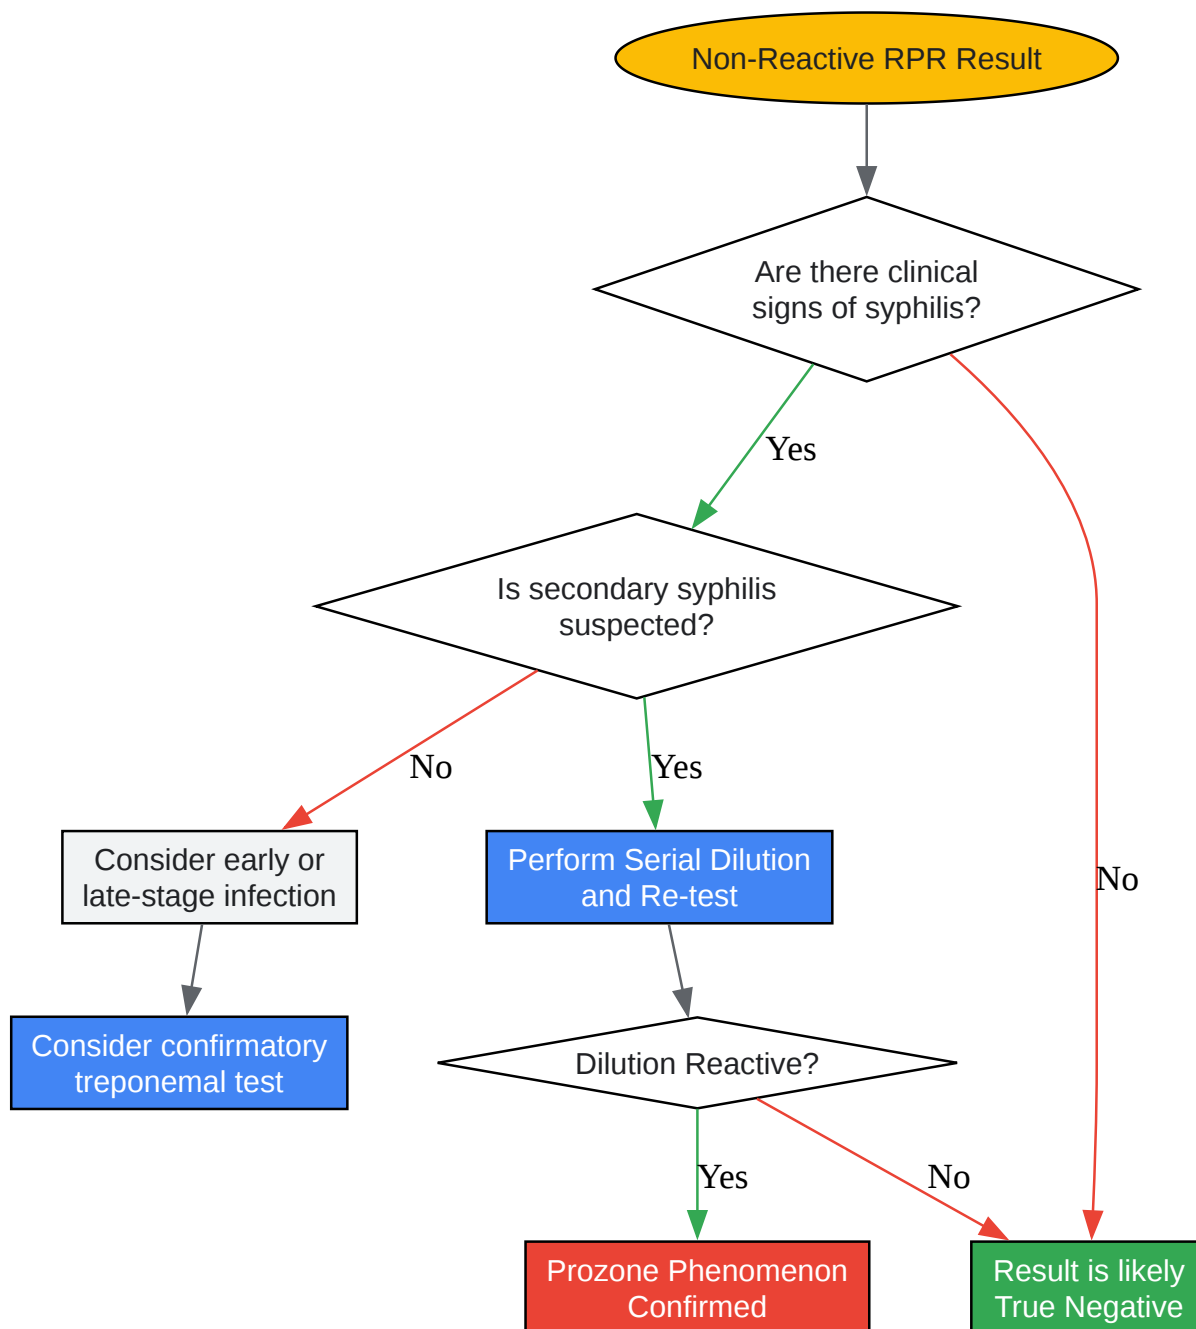 Non-Reactive RPR Result
Are there clinical
signs of syphilis?
Yes
Is secondary syphilis
suspected?
No
Yes
Consider early or
late-stage infection
Perform Serial Dilution
and Re-test
No
Consider confirmatory
treponemal test
Dilution Reactive?
Yes
No
Prozone Phenomenon
Confirmed
Result is likely
True Negative